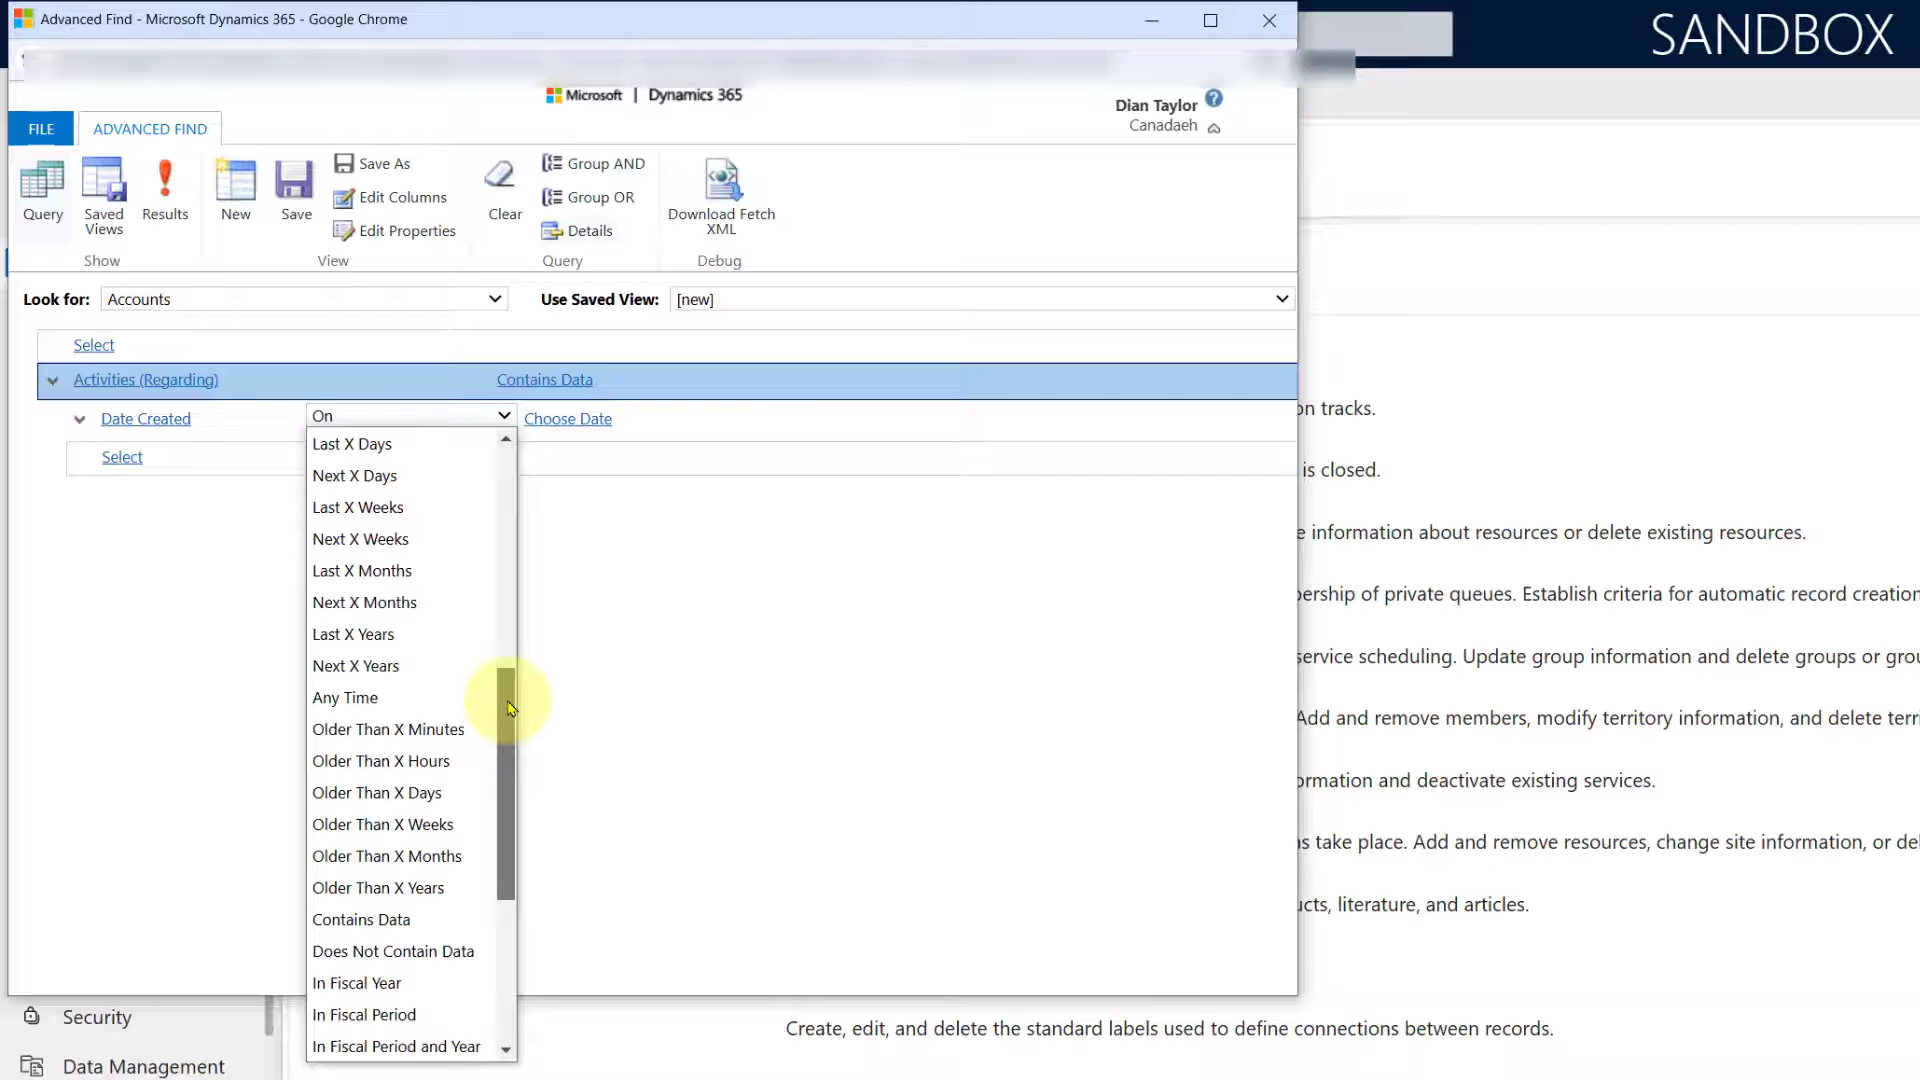 Advanced Find - Microsoft Dynamics 365 - Google Chrome
SANDBOX
Microsoft | Dynamics 365
Dian Taylor
Canadaeh
FILE
ADVANCED FIND
Query
Saved Views
Results
Show
New
Save
Save As
Edit Columns
Edit Properties
View
Clear
Group AND
Group OR
Details
Query
Download Fetch XML
Debug
Look for: Accounts
Use Saved View: [new]
Select
Activities (Regarding) Contains Data
Date Created On Choose Date
Select
Last X Days
Next X Days
Last X Weeks
Next X Weeks
Last X Months
Next X Months
Last X Years
Next X Years
Any Time
Older Than X Minutes
Older Than X Hours
Older Than X Days
Older Than X Weeks
Older Than X Months
Older Than X Years
Contains Data
Does Not Contain Data
In Fiscal Year
In Fiscal Period
In Fiscal Period and Year
on tracks.
is closed.
e information about resources or delete existing resources.
bership of private queues. Establish criteria for automatic record creation
service scheduling. Update group information and delete groups or grou
Add and remove members, modify territory information, and delete terri
ormation and deactivate existing services.
ns take place. Add and remove resources, change site information, or del
ucts, literature, and articles.
Create, edit, and delete the standard labels used to define connections between records.
Security
Data Management